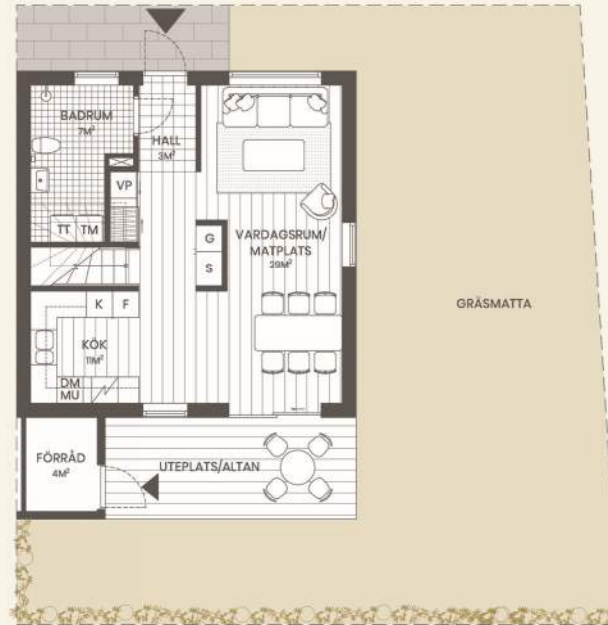 BADRUM
7M²
HALL
3M²
VP
TT TM
G
S
VARDAGSRUM/
MATPLATS
29M²
GRÄSMATTA
K F
KÖK
11M²
DM
MU
FÖRRÅD
4M²
UTEPLATS/ALTAN